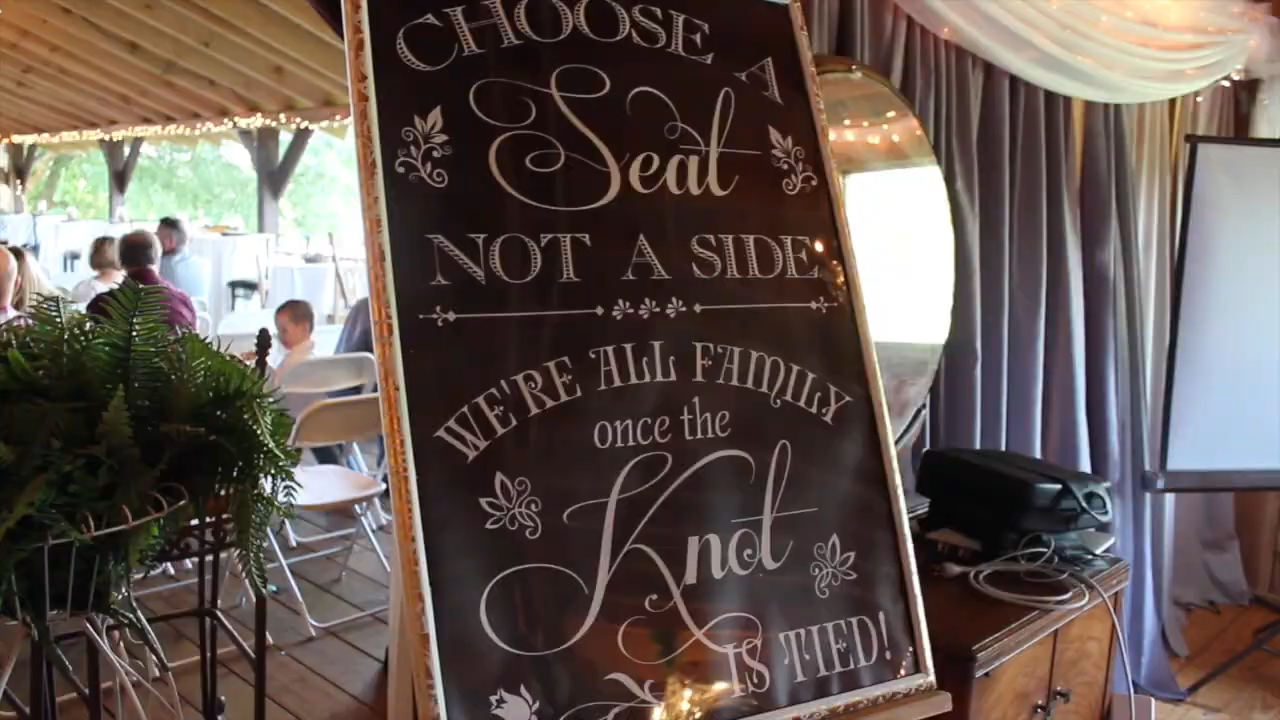 CHOOSE A
Seat
NOT A SIDE
WE'RE ALL FAMILY
once the
Knot
IS TIED!